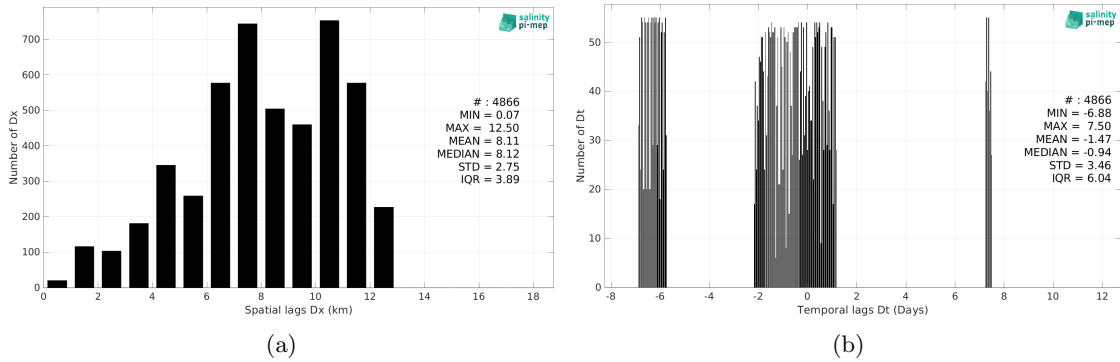 salinity
pi-mep
Number of Dx
700
600
500
400
300
200
100
0
# : 4866
MIN = 0.07
MAX = 12.50
MEAN = 8.11
MEDIAN = 8.12
STD = 2.75
IQR = 3.89
0 2 4 6 8 10 12 14 16 18
Spatial lags Dx (km)
(a)
salinity
pi-mep
Number of Dt
50
40
30
20
10
0
# : 4866
MIN = -6.88
MAX = 7.50
MEAN = -1.47
MEDIAN = -0.94
STD = 3.46
IQR = 6.04
-8 -6 -4 -2 0 2 4 6 8 10 12
Temporal lags Dt (Days)
(b)